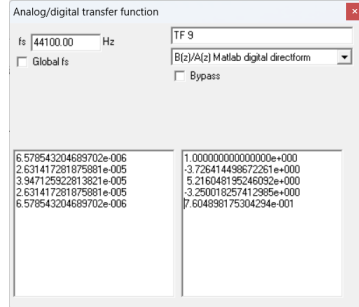 Analog/digital transfer function
fs 44100.00 Hz
Global fs
TF 9
B(z)/A(z) Matlab digital directform
Bypass
6.578543204689702e-006
2.631417281875881e-005
3.947125922813821e-005
2.631417281875881e-005
6.578543204689702e-006
1.000000000000000e+000
-3.726414498672261e+000
5.216048195246092e+000
-3.250018257412985e+000
7.604898175304294e-001